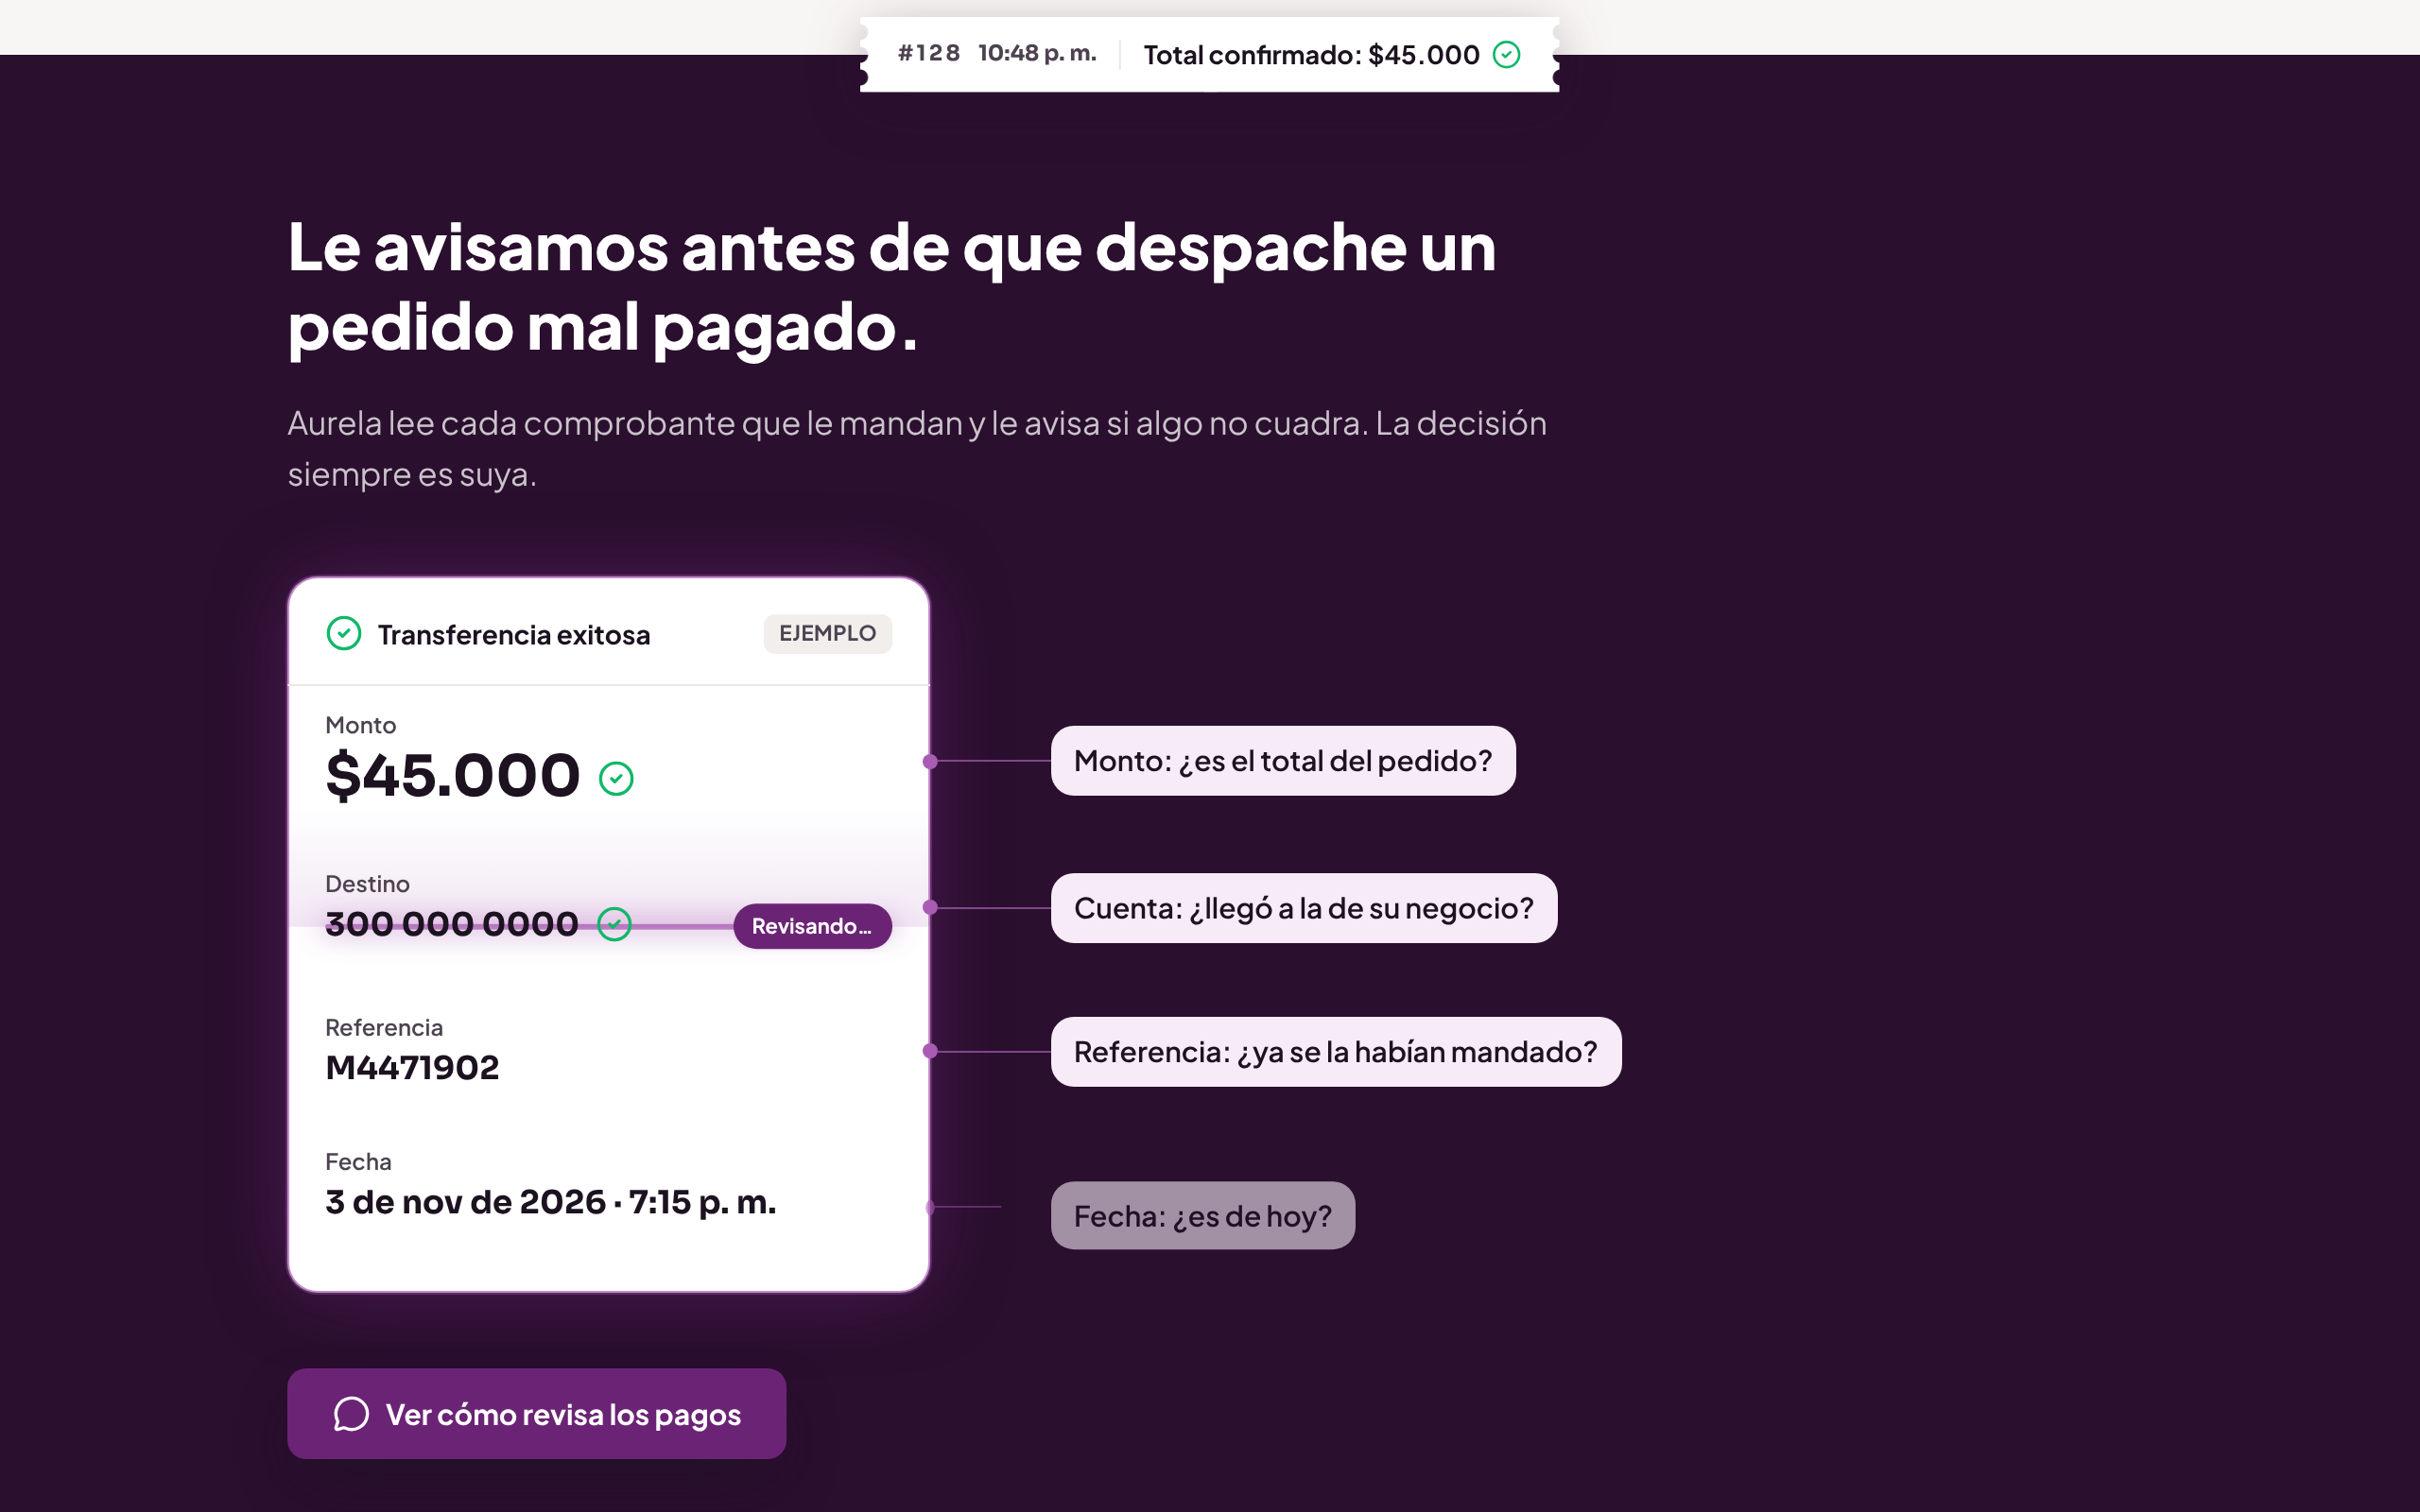 #128 10:48 p. m. Total confirmado: $45.000
Le avisamos antes de que despache un
pedido mal pagado.
Aurela lee cada comprobante que le mandan y le avisa si algo no cuadra. La decisión
siempre es suya.
Transferencia exitosa EJEMPLO
Monto
$45.000
Monto: ¿es el total del pedido?
Destino
300 000 0000 Revisando...
Cuenta: ¿llegó a la de su negocio?
Referencia
M4471902
Referencia: ¿ya se la habían mandado?
Fecha
3 de nov de 2026 · 7:15 p. m.
Fecha: ¿es de hoy?
Ver cómo revisa los pagos